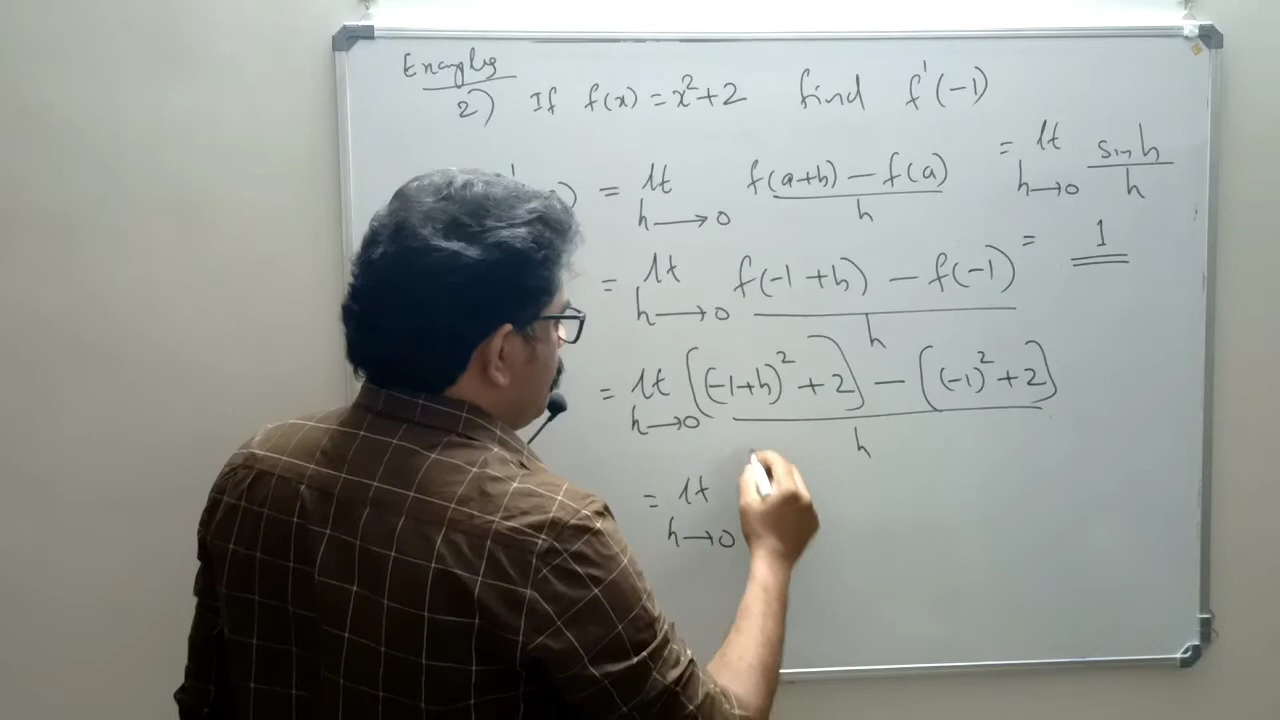 Examples
2) If f(x) = x²+2 find f'(-1)
= lt h→0 f(a+h) - f(a) / h
= lt h→0 f(-1+h) - f(-1) / h
= lt h→0 ((-1+h)²+2) - ((-1)²+2) / h
= lt h→0
= lt h→0 sin h / h
= 1